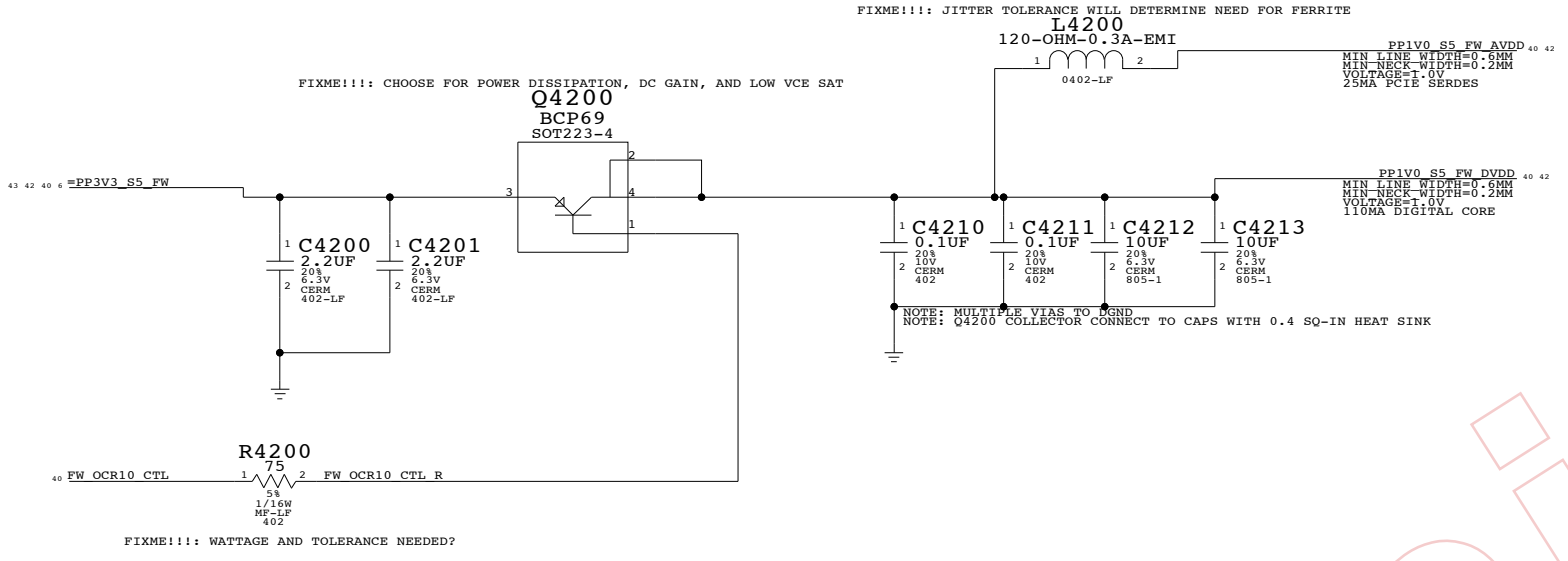 FIXME!!!: JITTER TOLERANCE WILL DETERMINE NEED FOR FERRITE
L4200
120-OHM-0.3A-EMI
1
2
0402-LF
PP1V0_S5_FW_AVDD 40 42
MIN_LINE_WIDTH=0.6MM
MIN_NECK_WIDTH=0.2MM
VOLTAGE=1.0V
25MA PCIE SERDES
FIXME!!!: CHOOSE FOR POWER DISSIPATION, DC GAIN, AND LOW VCE SAT
Q4200
BCP69
SOT223-4
2
3
4
1
43 42 40 6 =PP3V3_S5_FW
PP1V0_S5_FW_DVDD 40 42
MIN_LINE_WIDTH=0.6MM
MIN_NECK_WIDTH=0.2MM
VOLTAGE=1.0V
110MA DIGITAL CORE
1
C4200
2.2UF
20%
6.3V
2
CERM
402-LF
1
C4201
2.2UF
20%
6.3V
2
CERM
402-LF
1
C4210
0.1UF
20%
10V
2
CERM
402
1
C4211
0.1UF
20%
10V
2
CERM
402
1
C4212
10UF
20%
6.3V
2
CERM
805-1
1
C4213
10UF
20%
6.3V
2
CERM
805-1
NOTE: MULTIPLE VIAS TO DGND
NOTE: Q4200 COLLECTOR CONNECT TO CAPS WITH 0.4 SQ-IN HEAT SINK
R4200
75
40 FW_OCR10_CTL
1
2
FW_OCR10_CTL_R
5%
1/16W
MF-LF
402
FIXME!!!: WATTAGE AND TOLERANCE NEEDED?